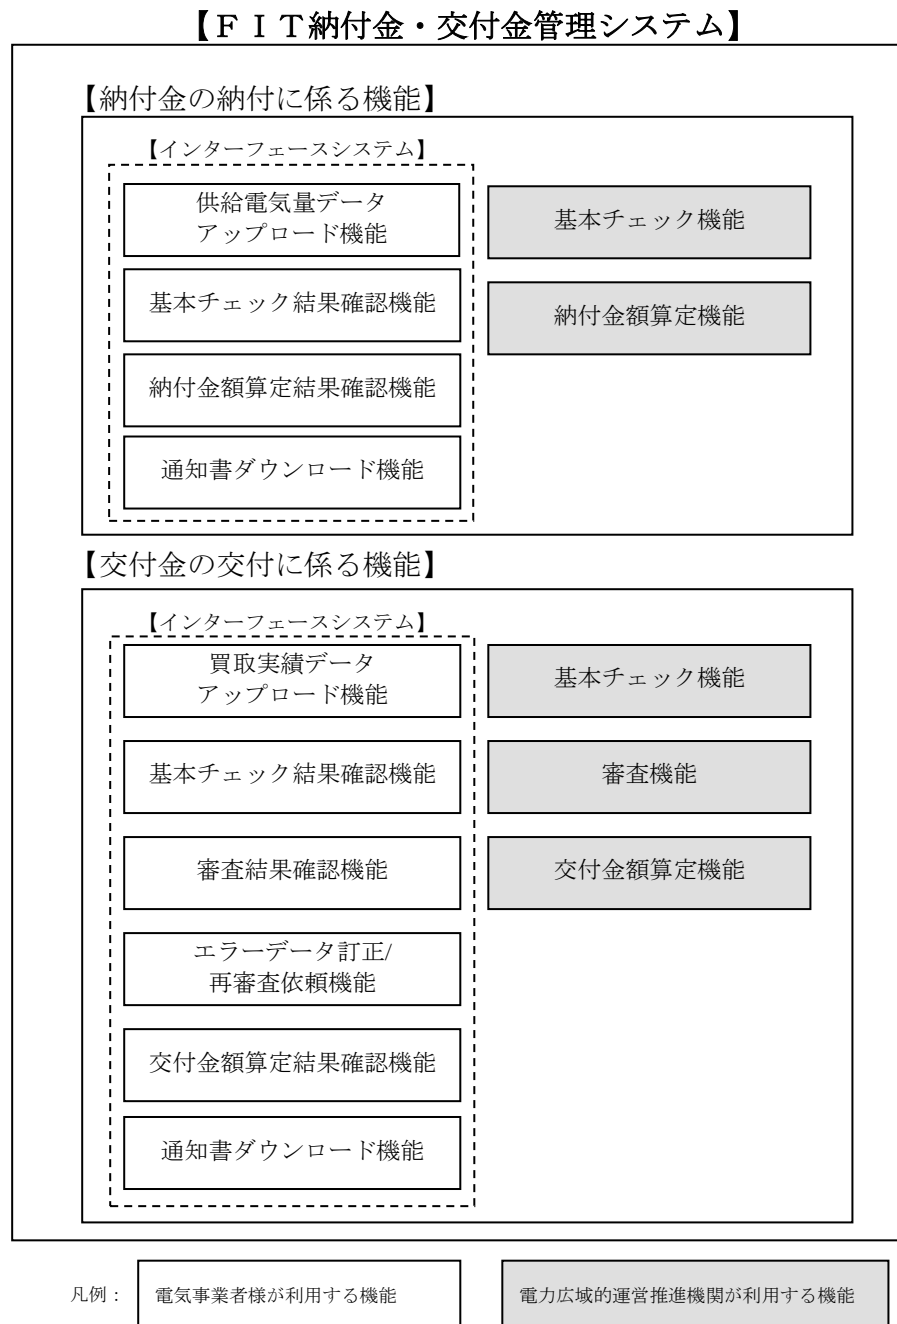 【ＦＩＴ納付金・交付金管理システム】
【納付金の納付に係る機能】
【インターフェースシステム】
供給電気量データ
アップロード機能
基本チェック結果確認機能
納付金額算定結果確認機能
通知書ダウンロード機能
基本チェック機能
納付金額算定機能
【交付金の交付に係る機能】
【インターフェースシステム】
買取実績データ
アップロード機能
基本チェック結果確認機能
審査結果確認機能
エラーデータ訂正/
再審査依頼機能
交付金額算定結果確認機能
通知書ダウンロード機能
基本チェック機能
審査機能
交付金額算定機能
凡例：
電気事業者様が利用する機能
電力広域的運営推進機関が利用する機能